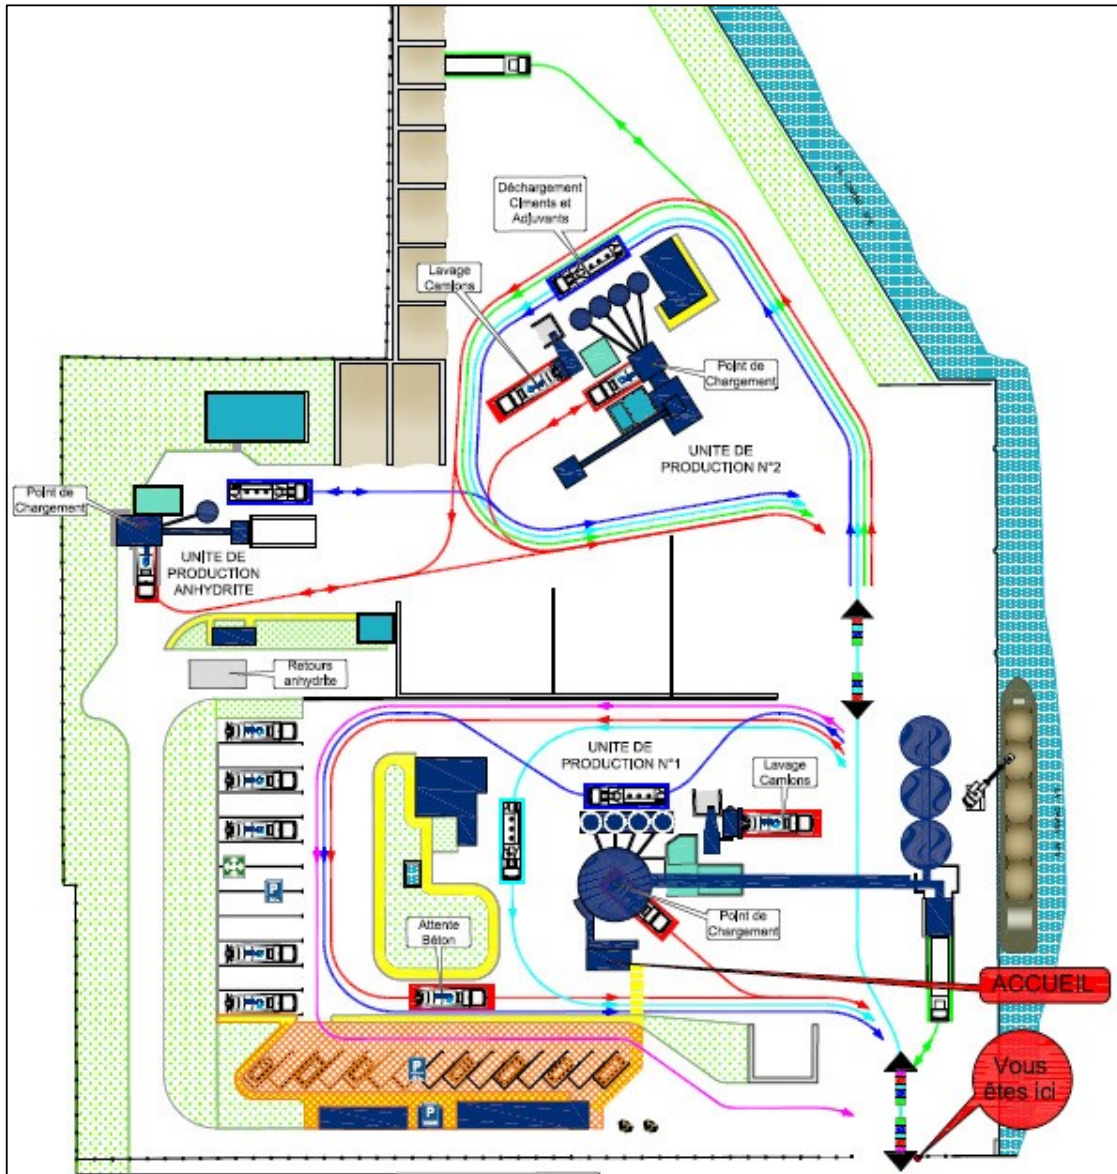 Déchargement
Ciments et
Adjuvants
Lavage
Camions
Point de
Chargement
UNITE DE
PRODUCTION N°2
Point de
Chargement
UNITE DE
PRODUCTION
ANHYDRITE
Retours
anhydrite
UNITE DE
PRODUCTION N°1
Lavage
Camions
Point de
Chargement
Attente
Béton
ACCUEIL
Vous
êtes ici
P
P
P